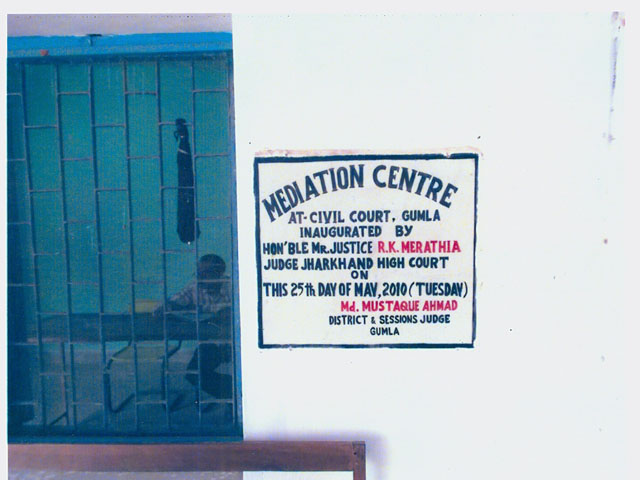 MEDIATION CENTRE
AT-CIVIL COURT, GUMLA
INAUGURATED BY
HON'BLE MR.JUSTICE R.K. MERATHIA
JUDGE JHARKHAND HIGH COURT
ON
THIS 25th DAY OF MAY, 2010 (TUESDAY)
Md. MUSTAQUE AHMAD
DISTRICT & SESSIONS JUDGE
GUMLA